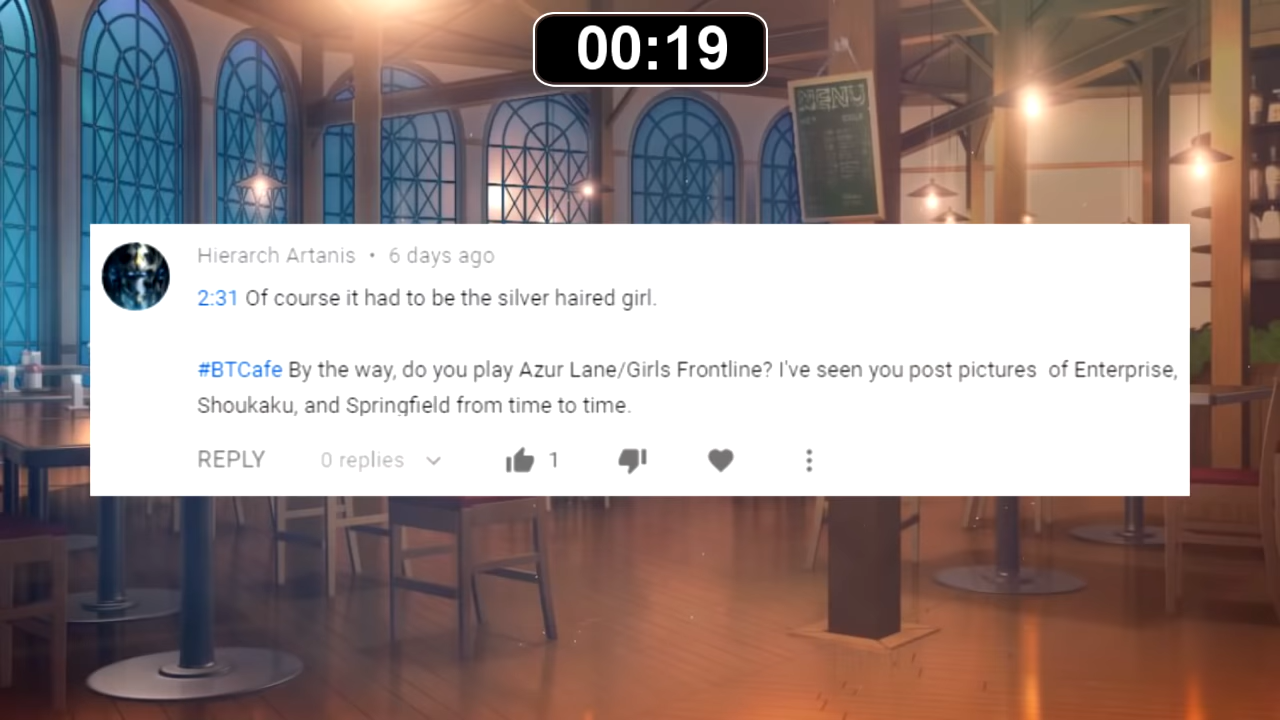 00:19
MENU
Hierarch Artanis • 6 days ago
2:31 Of course it had to be the silver haired girl.
#BTCafe By the way, do you play Azur Lane/Girls Frontline? I've seen you post pictures  of Enterprise,
Shoukaku, and Springfield from time to time.
REPLY 0 replies 1